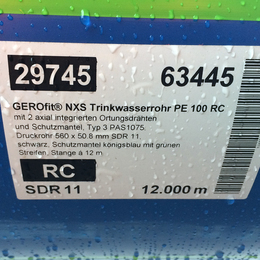 29745 63445
GEROfit® NXS Trinkwasserrohr PE 100 RC
mit 2 axial integrierten Ortungsdrähten
und Schutzmantel, Typ 3 PAS1075
Druckrohr 560 x 50.8 mm SDR 11,
schwarz, Schutzmantel königsblau mit grünen
Streifen, Stange à 12 m.
RC
SDR 11 12.000 m